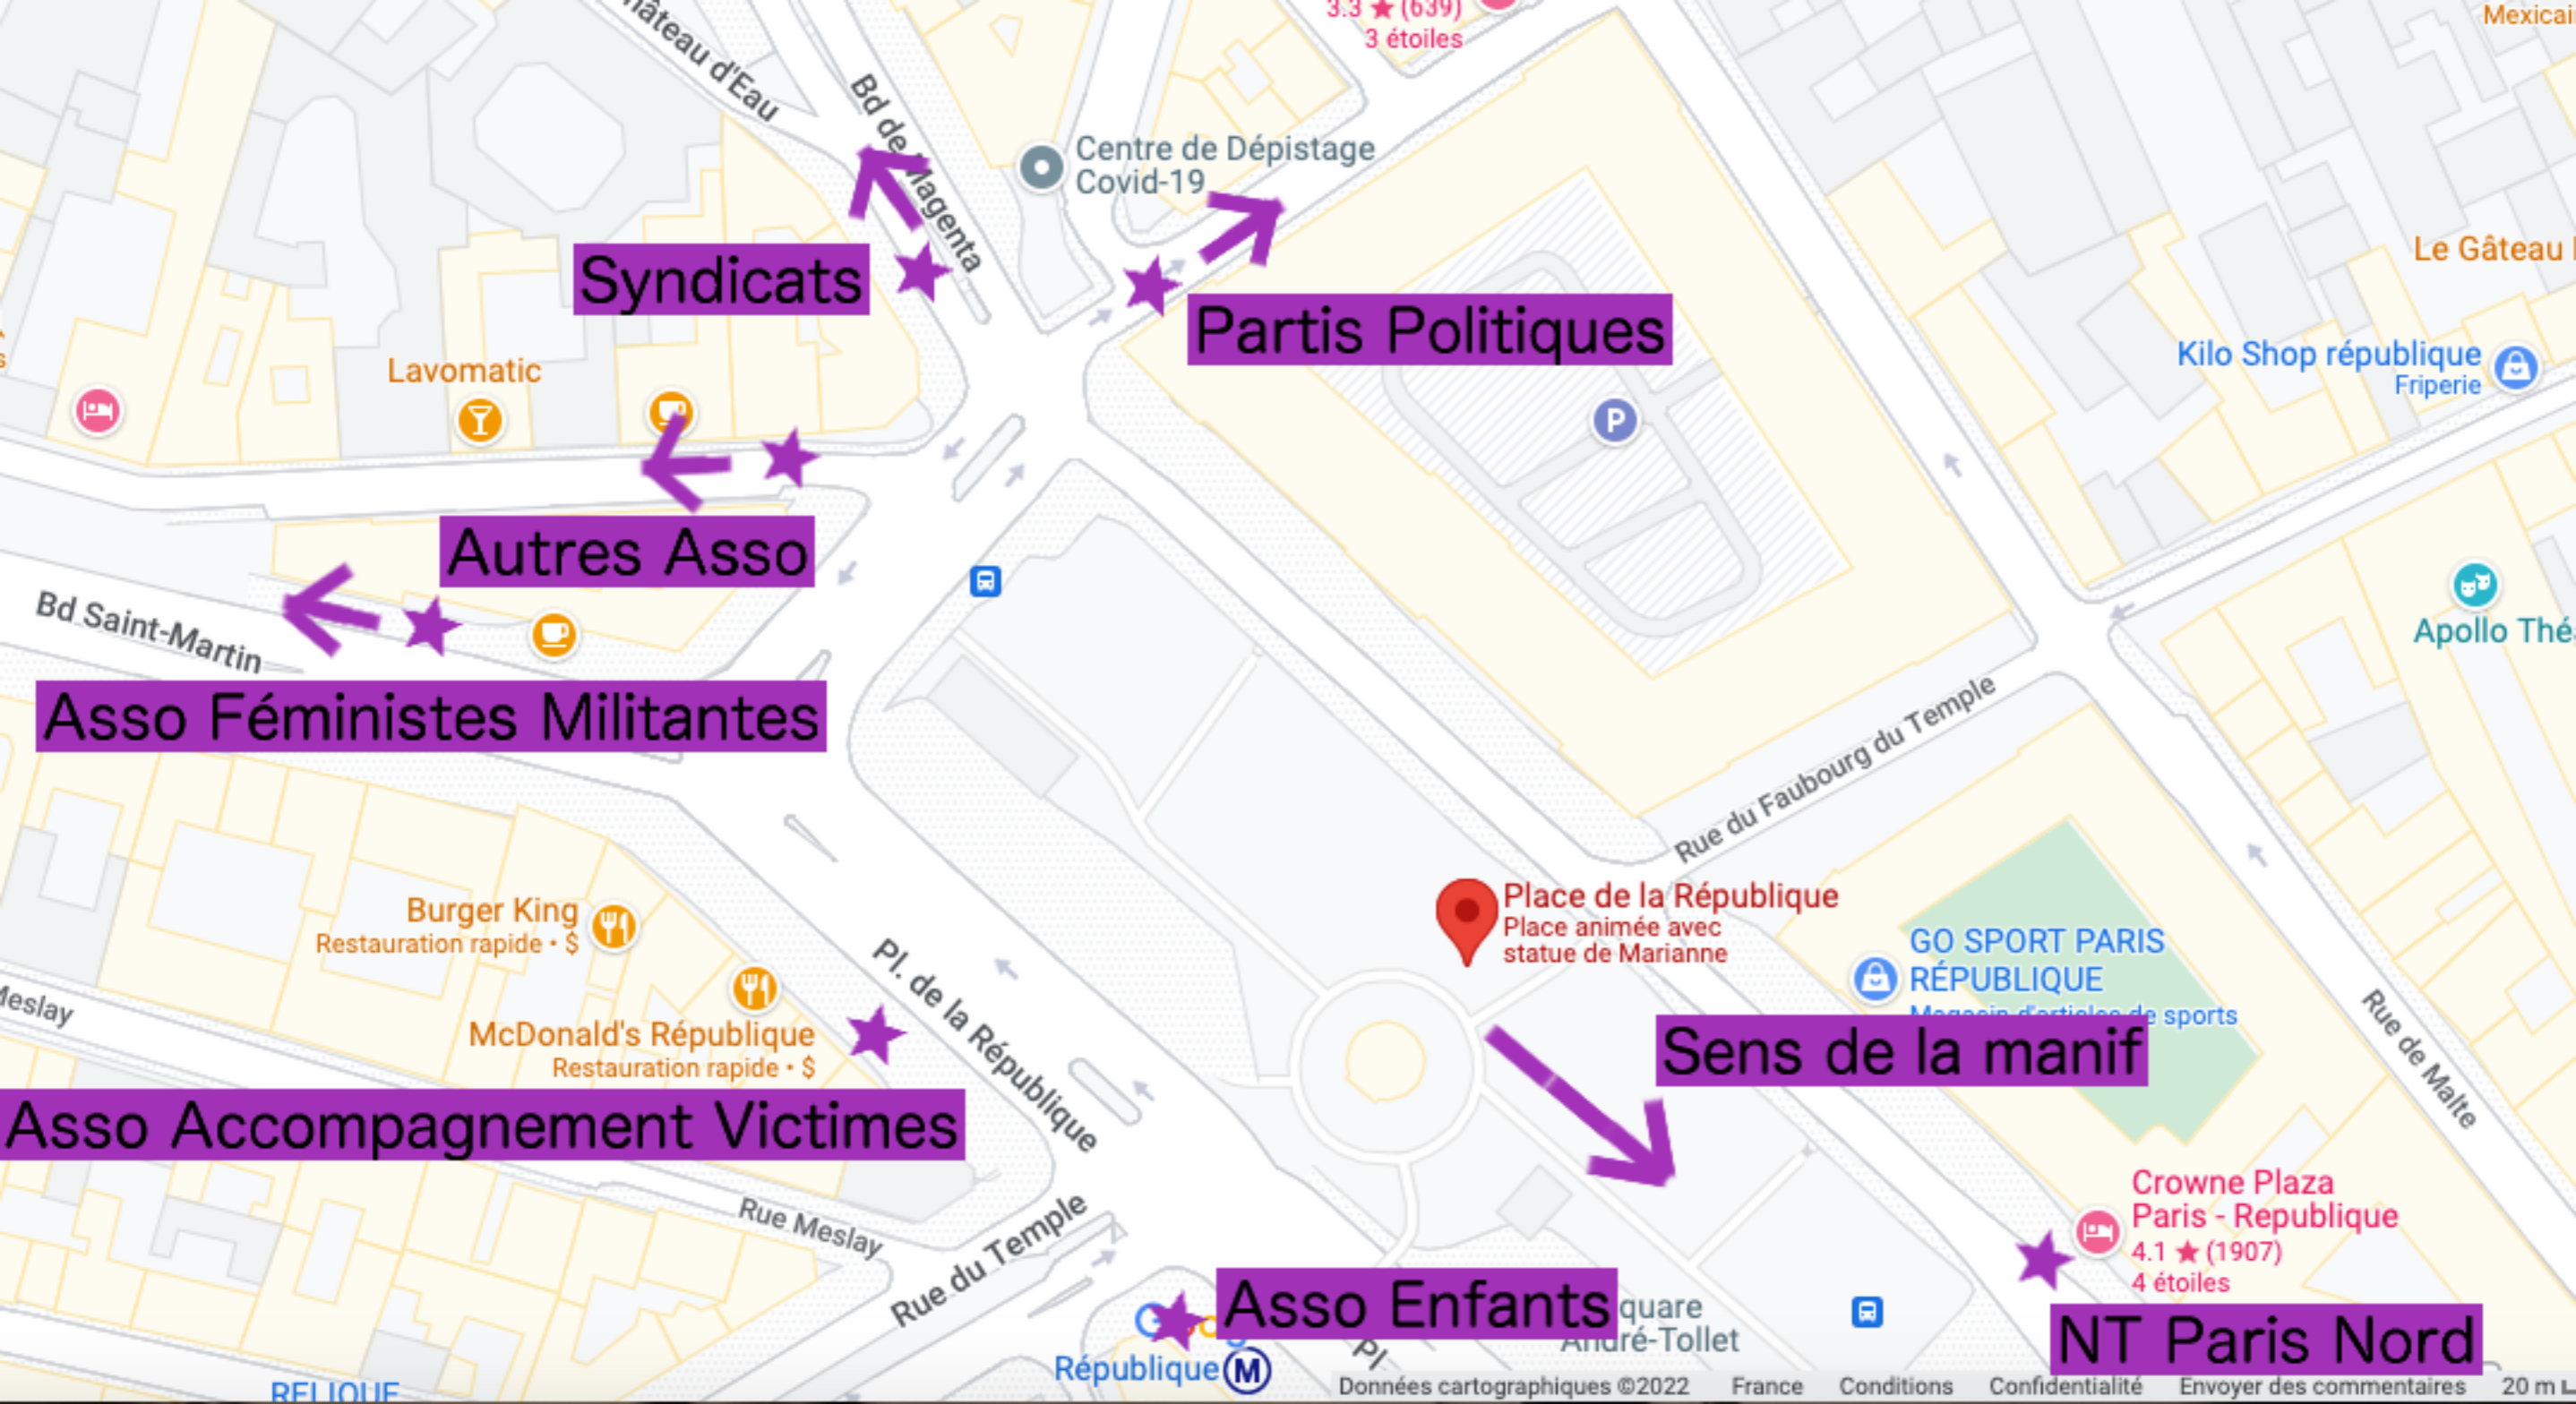 3.3 ★ (639)
3 étoiles
Mexicai
hâteau d'Eau
Bd de Magenta
Centre de Dépistage
Covid-19
Syndicats
Partis Politiques
Le Gâteau
Lavomatic
Kilo Shop république
Friperie
P
Autres Asso
Bd Saint-Martin
Apollo Thé
Asso Féministes Militantes
Rue du Faubourg du Temple
Burger King
Restauration rapide • $
Place de la République
Place animée avec
statue de Marianne
GO SPORT PARIS
RÉPUBLIQUE
Magasin d'articles de sports
Pl. de la République
Meslay
McDonald's République
Restauration rapide • $
Sens de la manif
Rue de Malte
Asso Accompagnement Victimes
Crowne Plaza
Paris - Republique
4.1 ★ (1907)
4 étoiles
Rue Meslay
Rue du Temple
Asso Enfants
quare
André-Tollet
NT Paris Nord
Pl
République M
RELIQUE
Données cartographiques ©2022 France Conditions Confidentialité Envoyer des commentaires 20 m